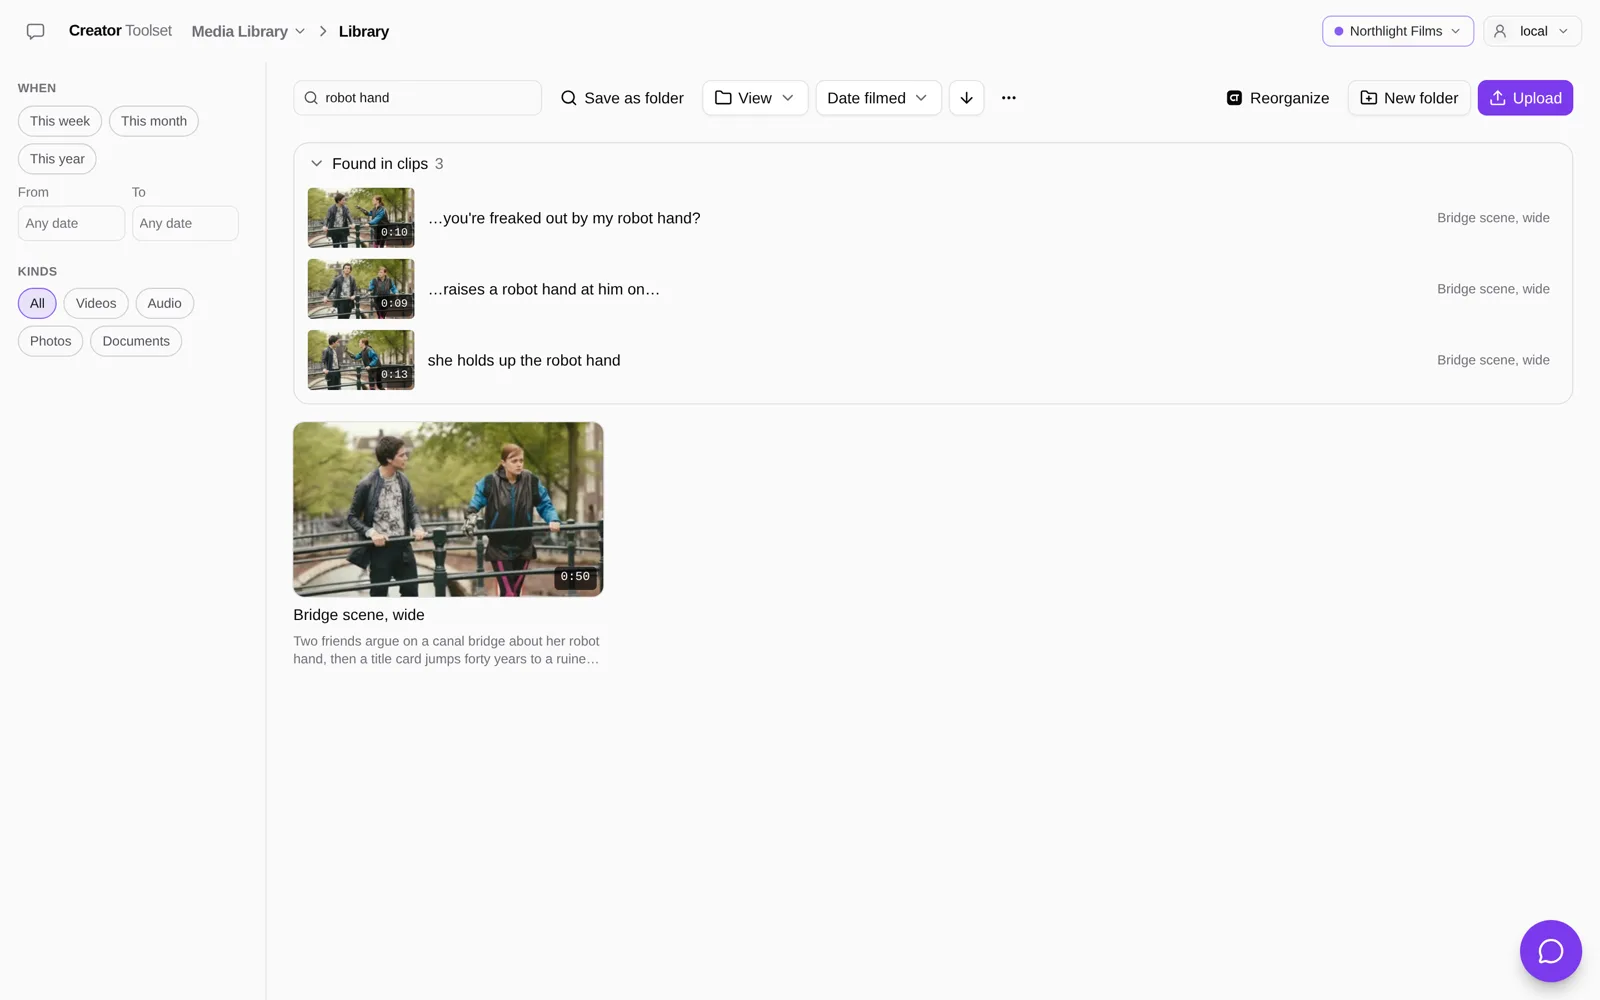 Creator Toolset Media Library Library
Northlight Films local
WHEN
This week This month
This year
From To
Any date Any date
KINDS
All Videos Audio
Photos Documents
robot hand Save as folder View Date filmed Reorganize New folder Upload
Found in clips 3
0:10 …you're freaked out by my robot hand? Bridge scene, wide
0:09 …raises a robot hand at him on… Bridge scene, wide
0:13 she holds up the robot hand Bridge scene, wide
0:50
Bridge scene, wide
Two friends argue on a canal bridge about her robot
hand, then a title card jumps forty years to a ruine…